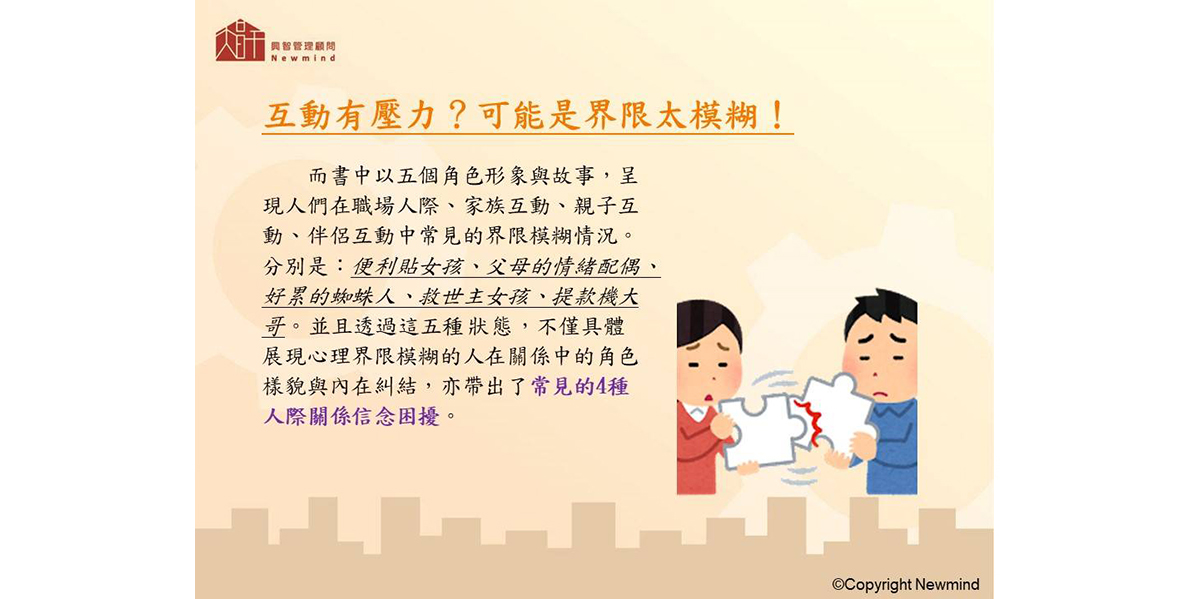 興智管理顧問
Newmind
互動有壓力？可能是界限太模糊！
而書中以五個角色形象與故事，呈
現人們在職場人際、家族互動、親子互
動、伴侶互動中常見的界限模糊情況。
分別是：便利貼女孩、父母的情緒配偶、
好累的蜘蛛人、救世主女孩、提款機大
哥。並且透過這五種狀態，不僅具體
展現心理界限模糊的人在關係中的角色
樣貌與內在糾結，亦帶出了常見的4種
人際關係信念困擾。
©Copyright Newmind